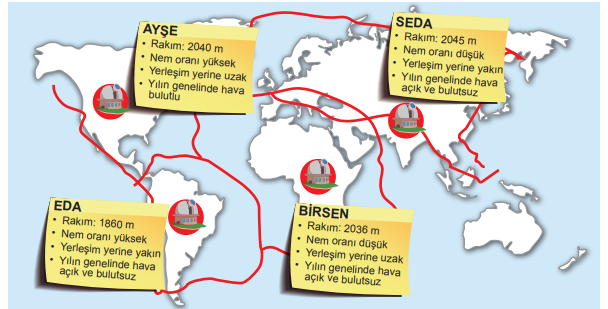 AYŞE
• Rakım: 2040 m
• Nem oranı yüksek
• Yerleşim yerine uzak
• Yılın genelinde hava
bulutlu
SEDA
• Rakım: 2045 m
• Nem oranı düşük
• Yerleşim yerine yakın
• Yılın genelinde hava
açık ve bulutsuz
EDA
• Rakım: 1860 m
• Nem oranı yüksek
• Yerleşim yerine yakın
• Yılın genelinde hava
açık ve bulutsuz
BİRSEN
• Rakım: 2036 m
• Nem oranı düşük
• Yerleşim yerine uzak
• Yılın genelinde hava
açık ve bulutsuz